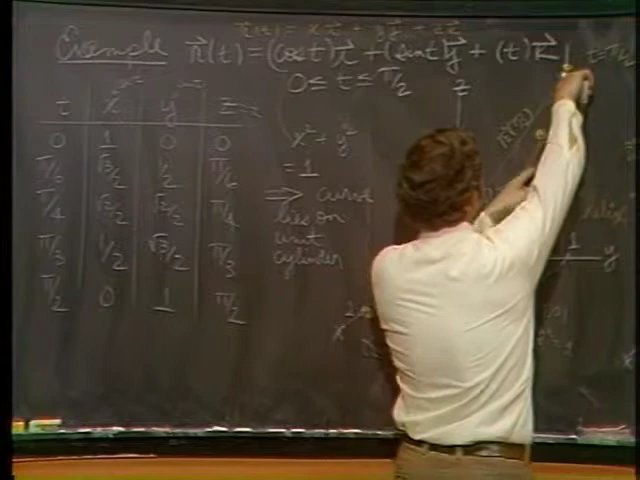 r⃗(t) = x i⃗ + y j⃗ + z k⃗
Example r⃗(t) = (cos t) i⃗ + (sin t) j⃗ + (t) k⃗
0 ≤ t ≤ π/2
t x y z
0 1 0 0
π/6 √3/2 1/2 π/6
π/4 √2/2 √2/2 π/4
π/3 1/2 √3/2 π/3
π/2 0 1 π/2
x² + y²
= 1
⇒ curve
lies on
unit
cylinder
z
helix
1 y
x